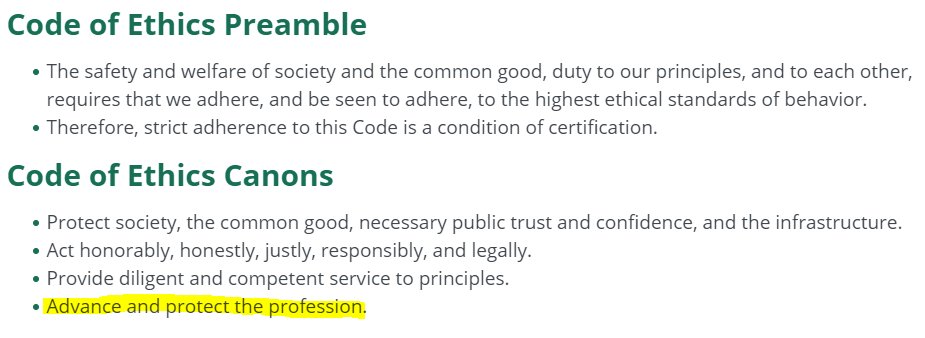 Code of Ethics Preamble
• The safety and welfare of society and the common good, duty to our principles, and to each other,
requires that we adhere, and be seen to adhere, to the highest ethical standards of behavior.
• Therefore, strict adherence to this Code is a condition of certification.
Code of Ethics Canons
• Protect society, the common good, necessary public trust and confidence, and the infrastructure.
• Act honorably, honestly, justly, responsibly, and legally.
• Provide diligent and competent service to principles.
• Advance and protect the profession.